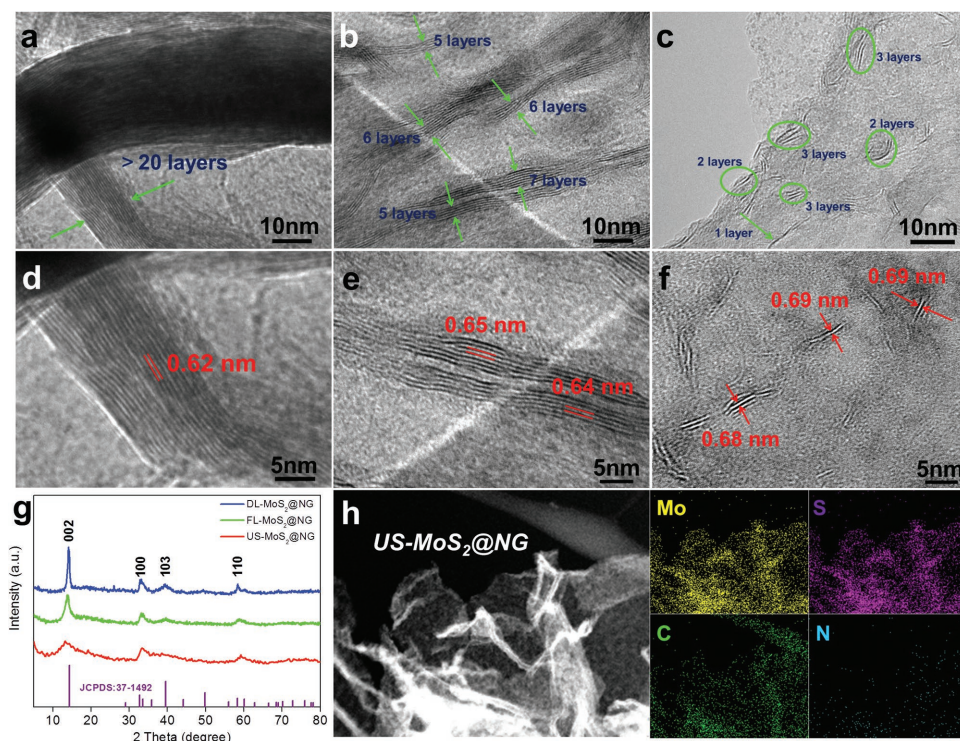 a
> 20 layers
10nm
b
5 layers
6 layers
6 layers
7 layers
5 layers
10nm
c
3 layers
2 layers
3 layers
2 layers
3 layers
1 layer
10nm
d
0.62 nm
5nm
e
0.65 nm
0.64 nm
5nm
f
0.69 nm
0.69 nm
0.68 nm
5nm
g
DL-MoS₂@NG
FL-MoS₂@NG
US-MoS₂@NG
002
100
103
110
JCPDS:37-1492
Intensity (a.u.)
10 20 30 40 50 60 70 80
2 Theta (degree)
h
US-MoS₂@NG
Mo
S
C
N